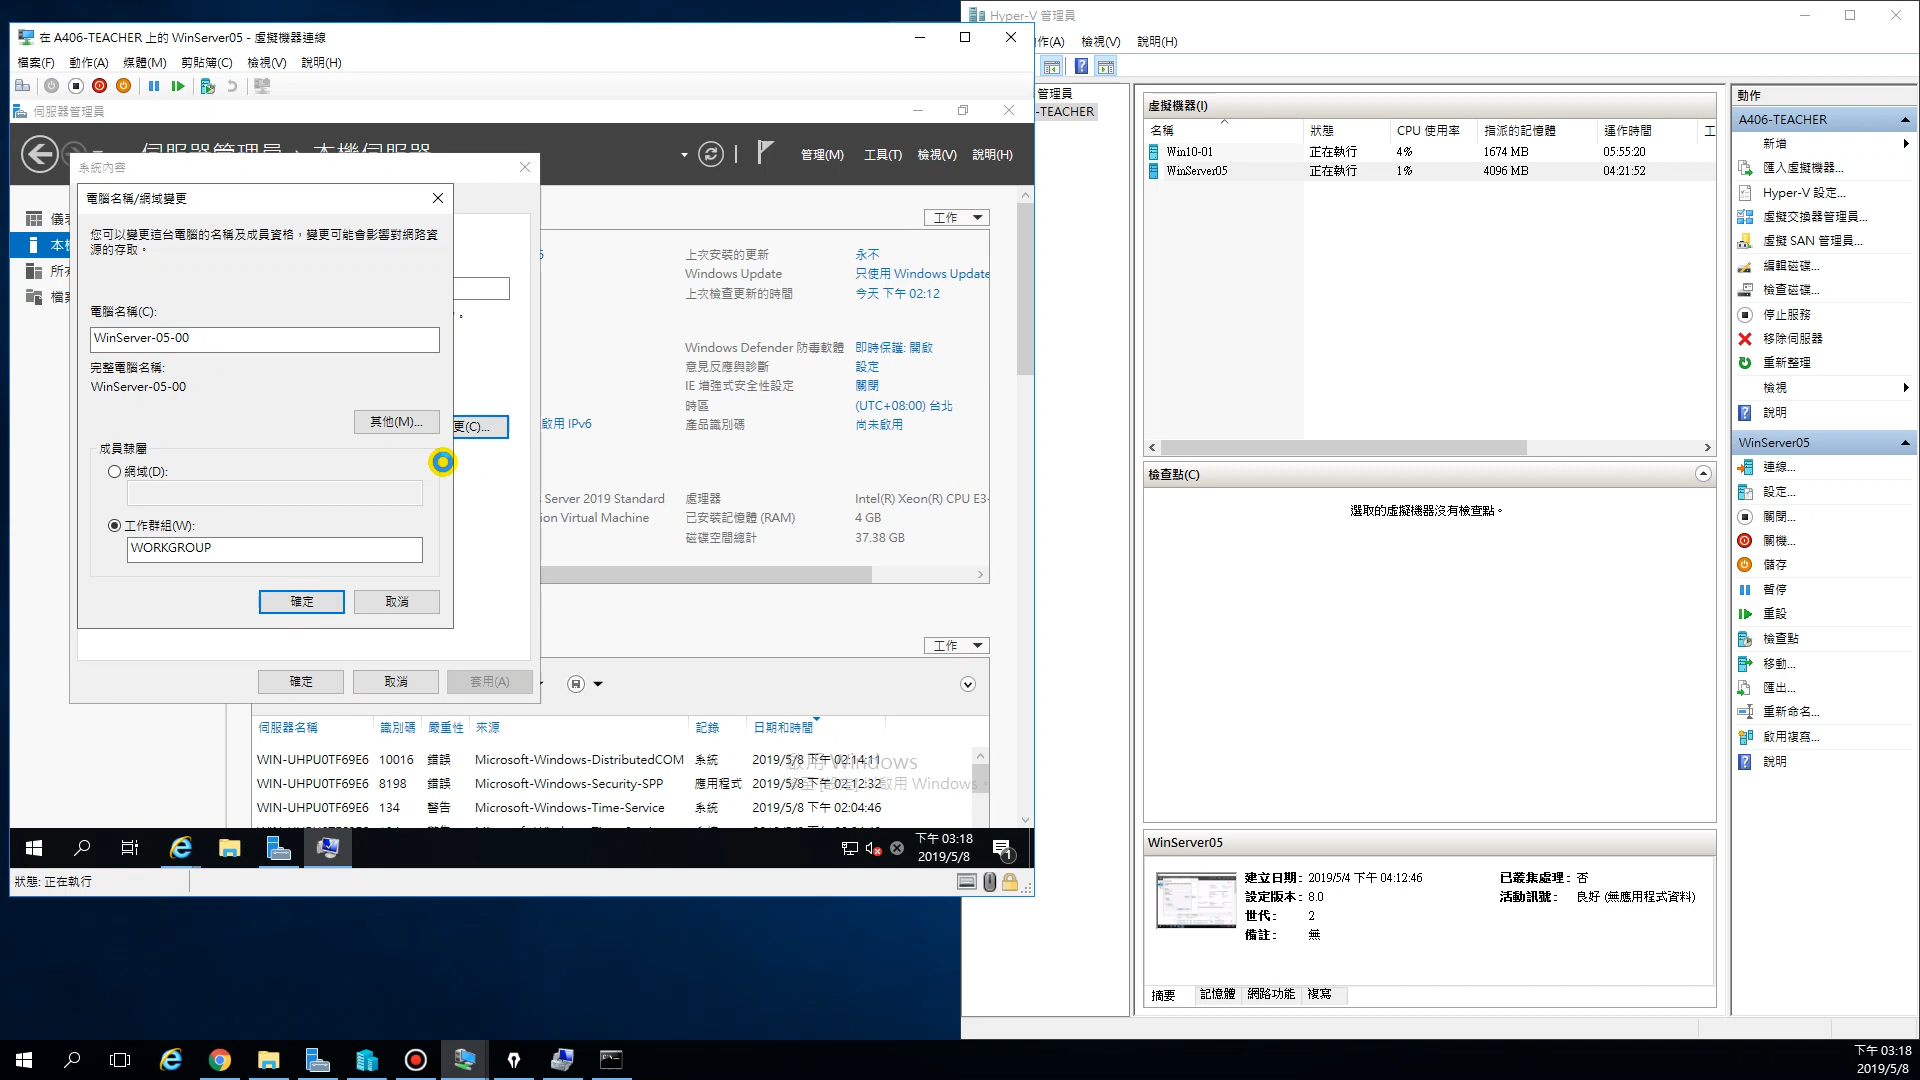 在 A406-TEACHER 上的 WinServer05 - 虛擬機器連線
檔案(F) 動作(A) 媒體(M) 剪貼簿(C) 檢視(V) 說明(H)
伺服器管理員
伺服器管理員 · 本機伺服器
管理(M) 工具(T) 檢視(V) 說明(H)
系統內容
電腦名稱/網域變更
您可以變更這台電腦的名稱及成員資格，變更可能會影響對網路資
源的存取。
電腦名稱(C):
WinServer-05-00
完整電腦名稱:
WinServer-05-00
其他(M)...
更(C)...
成員隸屬
網域(D):
工作群組(W):
WORKGROUP
確定 取消
確定 取消 套用(A)
工作
上次安裝的更新 永不
Windows Update 只使用 Windows Update
上次檢查更新的時間 今天 下午 02:12
Windows Defender 防毒軟體 即時保護: 開啟
意見反應與診斷 設定
IE 增強式安全性設定 關閉
時區 (UTC+08:00) 台北
啟用 IPv6 產品識別碼 尚未啟用
Server 2019 Standard 處理器 Intel(R) Xeon(R) CPU E3-
ion Virtual Machine 已安裝記憶體 (RAM) 4 GB
磁碟空間總計 37.38 GB
工作
伺服器名稱 識別碼 嚴重性 來源 記錄 日期和時間
WIN-UHPU0TF69E6 10016 錯誤 Microsoft-Windows-DistributedCOM 系統 2019/5/8 下午 02:14:11
WIN-UHPU0TF69E6 8198 錯誤 Microsoft-Windows-Security-SPP 應用程式 2019/5/8 下午 02:12:32
WIN-UHPU0TF69E6 134 警告 Microsoft-Windows-Time-Service 系統 2019/5/8 下午 02:04:46
啟用 Windows
啟用 Windows。
下午 03:18
2019/5/8
1
狀態: 正在執行
Hyper-V 管理員
作(A) 檢視(V) 說明(H)
管理員
-TEACHER
虛擬機器(I)
名稱 狀態 CPU 使用率 指派的記憶體 運作時間
Win10-01 正在執行 4% 1674 MB 05:55:20
WinServer05 正在執行 1% 4096 MB 04:21:52
檢查點(C)
選取的虛擬機器沒有檢查點。
WinServer05
建立日期: 2019/5/4 下午 04:12:46 已叢集處理: 否
設定版本: 8.0 活動訊號: 良好 (無應用程式資料)
世代: 2
備註: 無
摘要 記憶體 網路功能 複寫
動作
A406-TEACHER
新增
匯入虛擬機器...
Hyper-V 設定...
虛擬交換器管理員...
虛擬 SAN 管理員...
編輯磁碟...
檢查磁碟...
停止服務
移除伺服器
重新整理
檢視
說明
WinServer05
連線...
設定...
關閉...
關機...
儲存
暫停
重設
檢查點
移動...
匯出...
重新命名...
啟用複寫...
說明
下午 03:18
2019/5/8